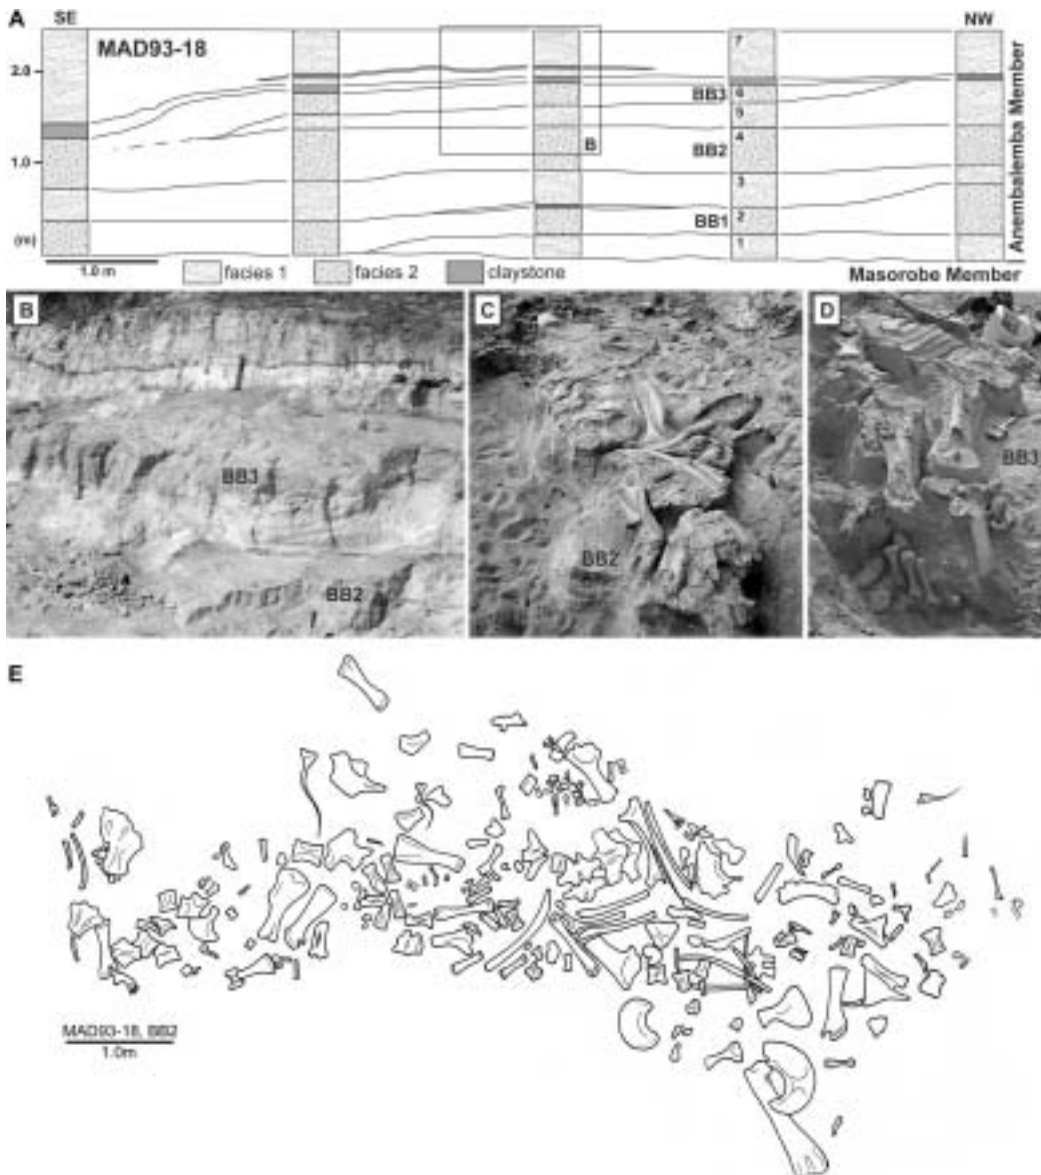 A
SE
NW
MAD93-18
2.0
1.0
(m)
7
BB3
6
5
4
B
BB2
3
BB1
2
1
Anembalemba Member
1.0 m
facies 1
facies 2
claystone
Masorobe Member
B
BB3
BB2
C
BB2
D
BB3
E
MAD93-18, BB2
1.0m